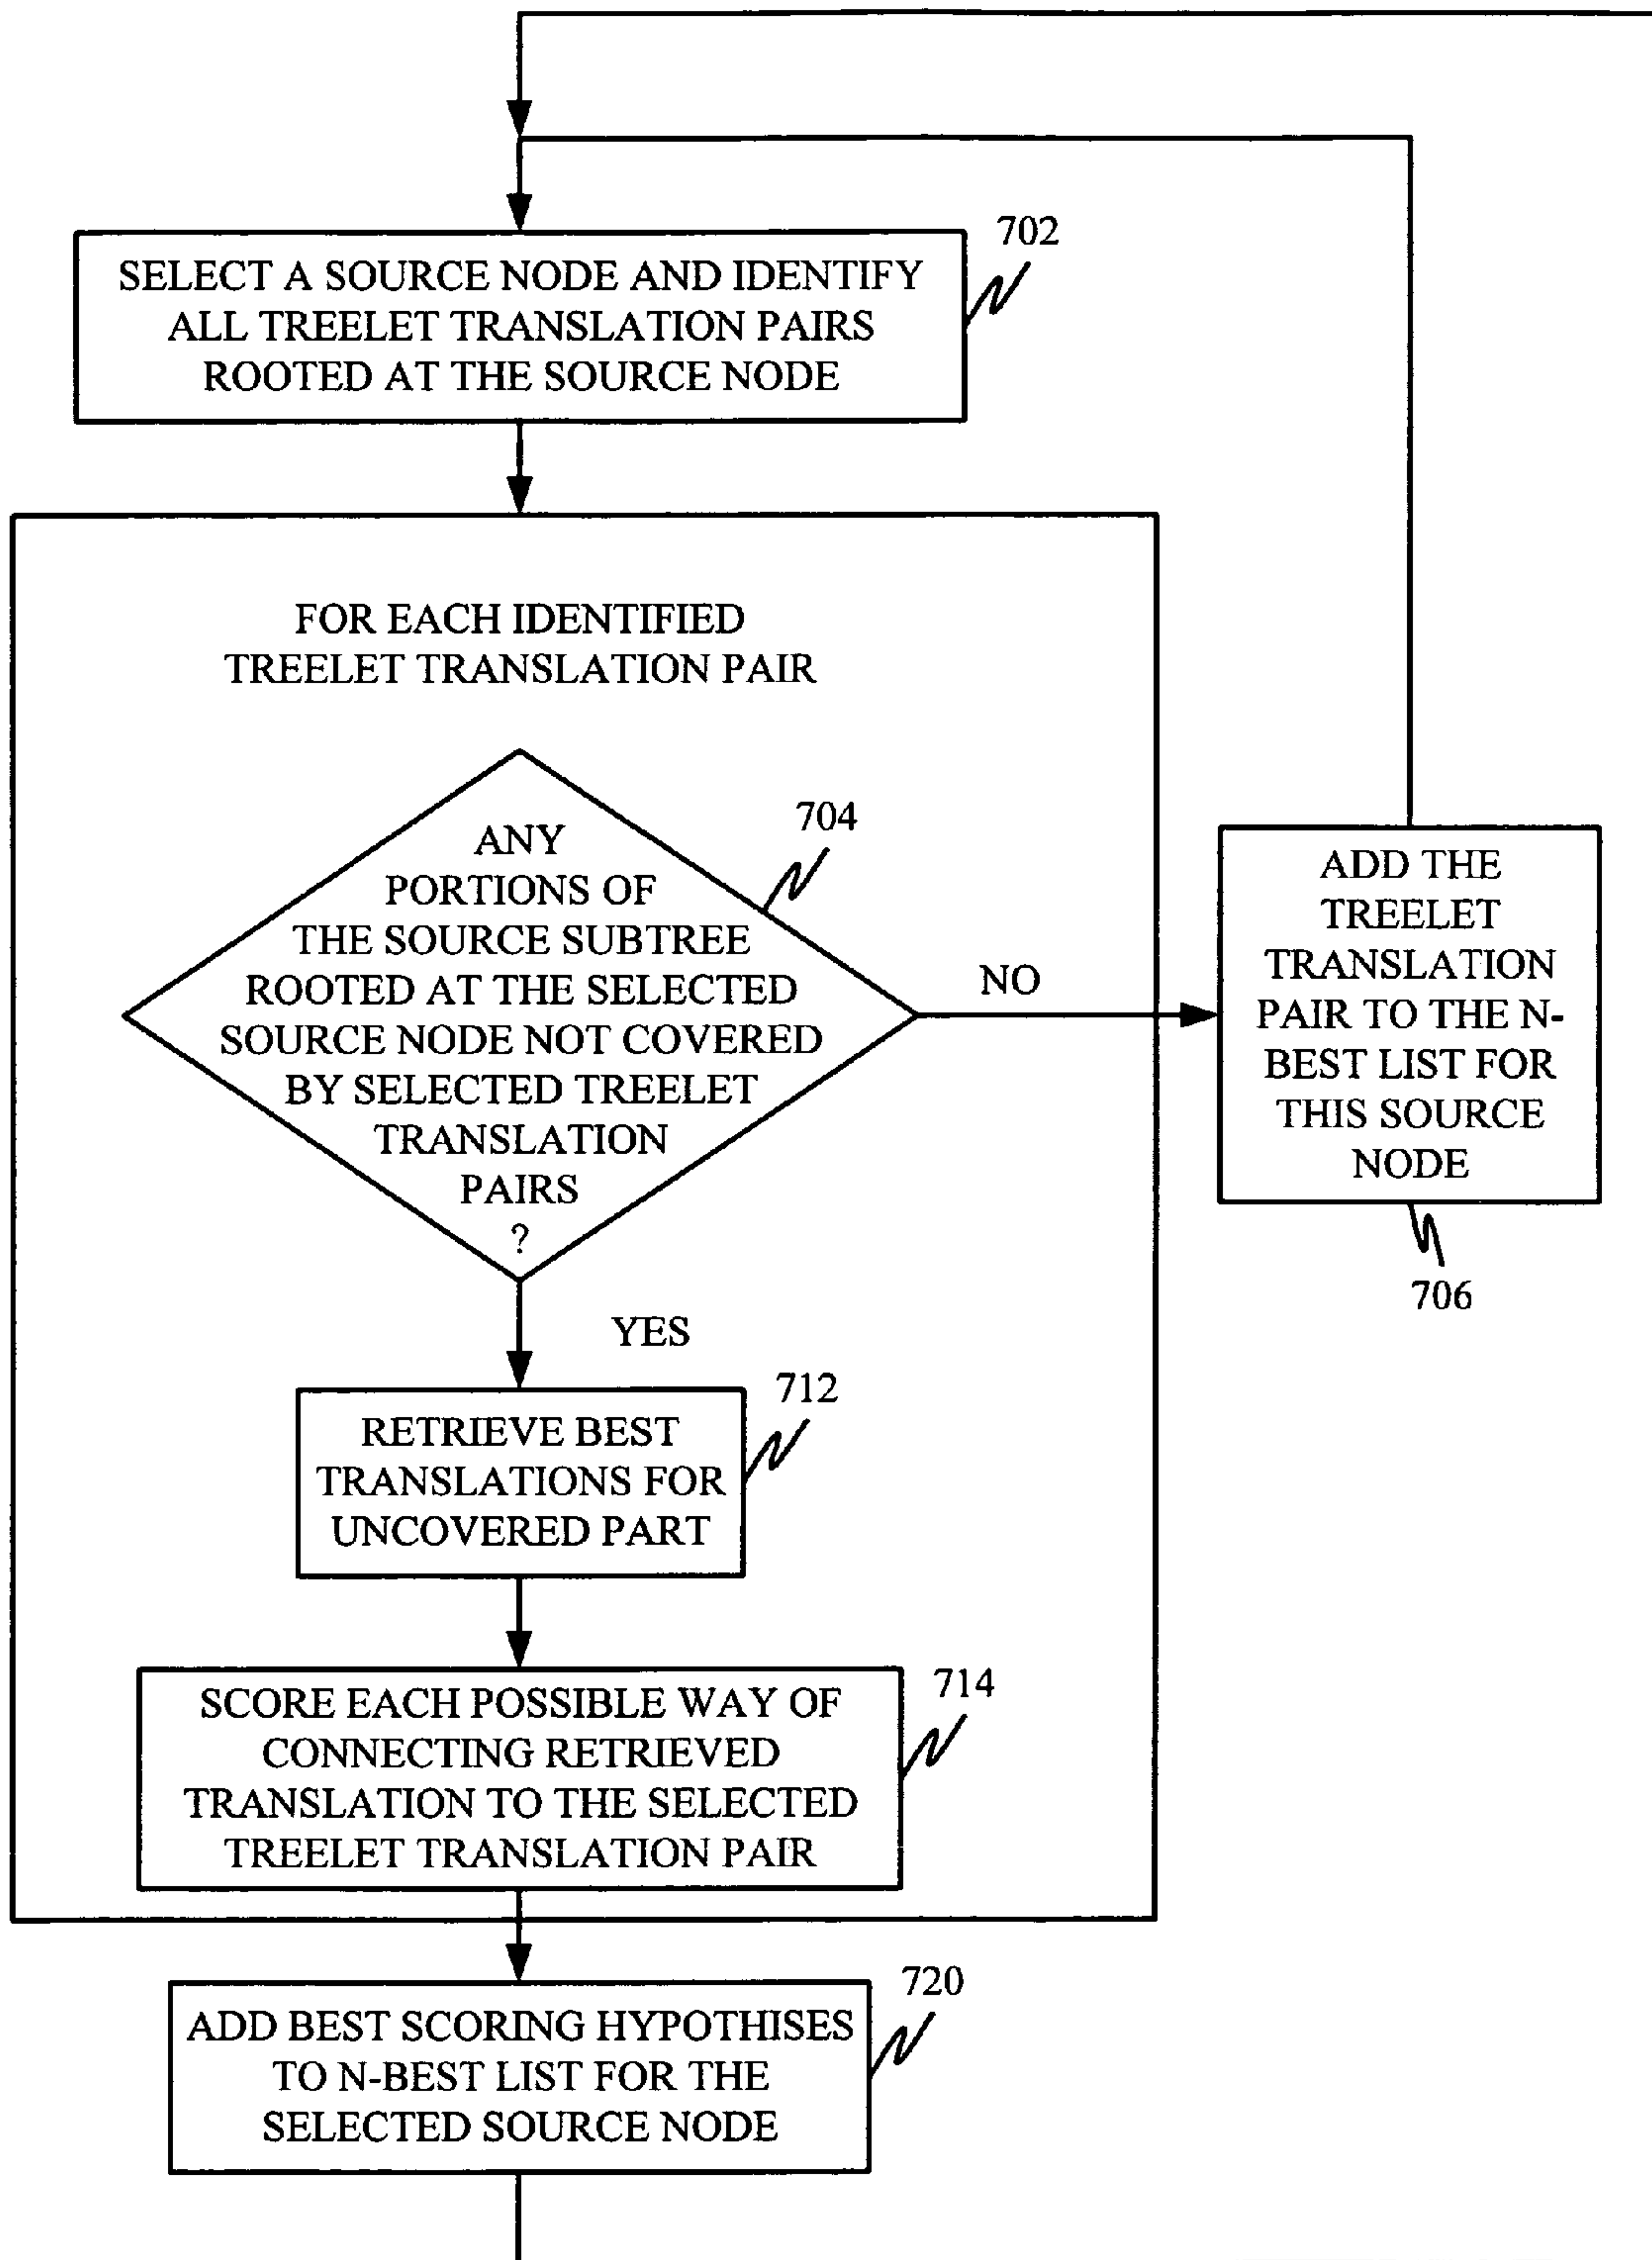 702
SELECT A SOURCE NODE AND IDENTIFY
ALL TREELET TRANSLATION PAIRS
ROOTED AT THE SOURCE NODE
FOR EACH IDENTIFIED
TREELET TRANSLATION PAIR
704
ANY
PORTIONS OF
THE SOURCE SUBTREE
ROOTED AT THE SELECTED
SOURCE NODE NOT COVERED
BY SELECTED TREELET
TRANSLATION
PAIRS
?
NO
ADD THE
TREELET
TRANSLATION
PAIR TO THE N-
BEST LIST FOR
THIS SOURCE
NODE
706
YES
712
RETRIEVE BEST
TRANSLATIONS FOR
UNCOVERED PART
714
SCORE EACH POSSIBLE WAY OF
CONNECTING RETRIEVED
TRANSLATION TO THE SELECTED
TREELET TRANSLATION PAIR
720
ADD BEST SCORING HYPOTHISES
TO N-BEST LIST FOR THE
SELECTED SOURCE NODE